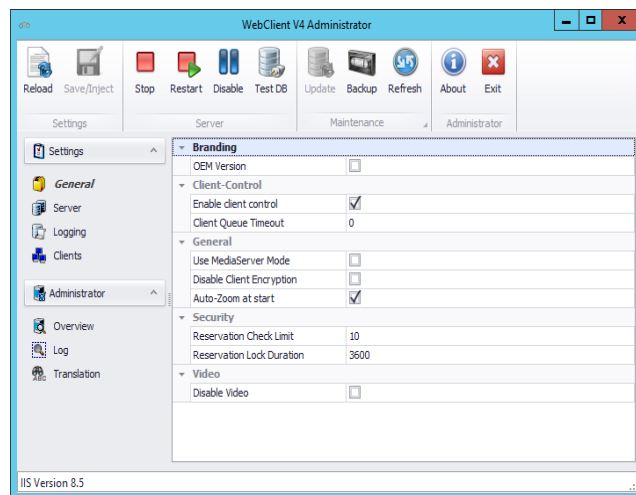 WebClient V4 Administrator
Reload Save/Inject Stop Restart Disable Test DB Update Backup Refresh About Exit
Settings Server Maintenance Administrator
Settings
General
Server
Logging
Clients
Administrator
Overview
Log
Translation
Branding
OEM Version
Client-Control
Enable client control
Client Queue Timeout 0
General
Use MediaServer Mode
Disable Client Encryption
Auto-Zoom at start
Security
Reservation Check Limit 10
Reservation Lock Duration 3600
Video
Disable Video
IIS Version 8.5